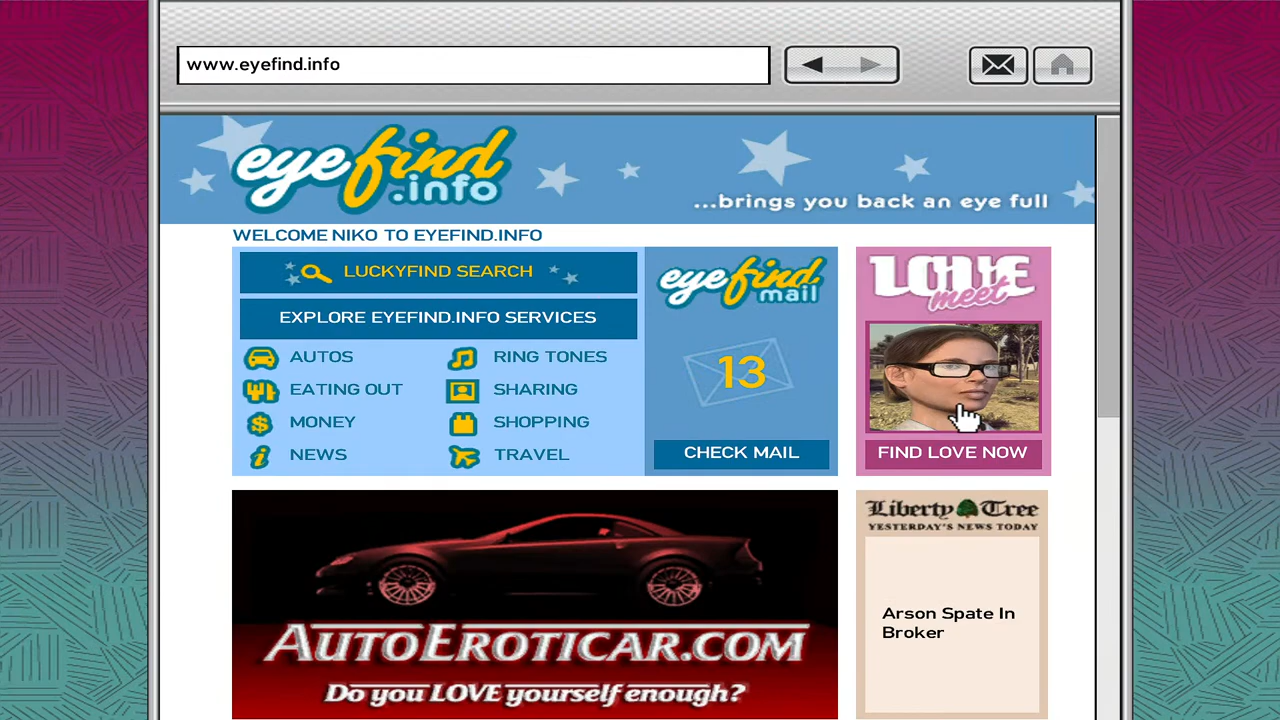 www.eyefind.info
eyefind
.info
...brings you back an eye full
WELCOME NIKO TO EYEFIND.INFO
LUCKYFIND SEARCH
EXPLORE EYEFIND.INFO SERVICES
AUTOS
RING TONES
EATING OUT
SHARING
MONEY
SHOPPING
NEWS
TRAVEL
eyefind
mail
13
CHECK MAIL
LOVE
meet
FIND LOVE NOW
AUTOEROTICAR.COM
Do you LOVE yourself enough?
Liberty Tree
YESTERDAY'S NEWS TODAY
Arson Spate In
Broker